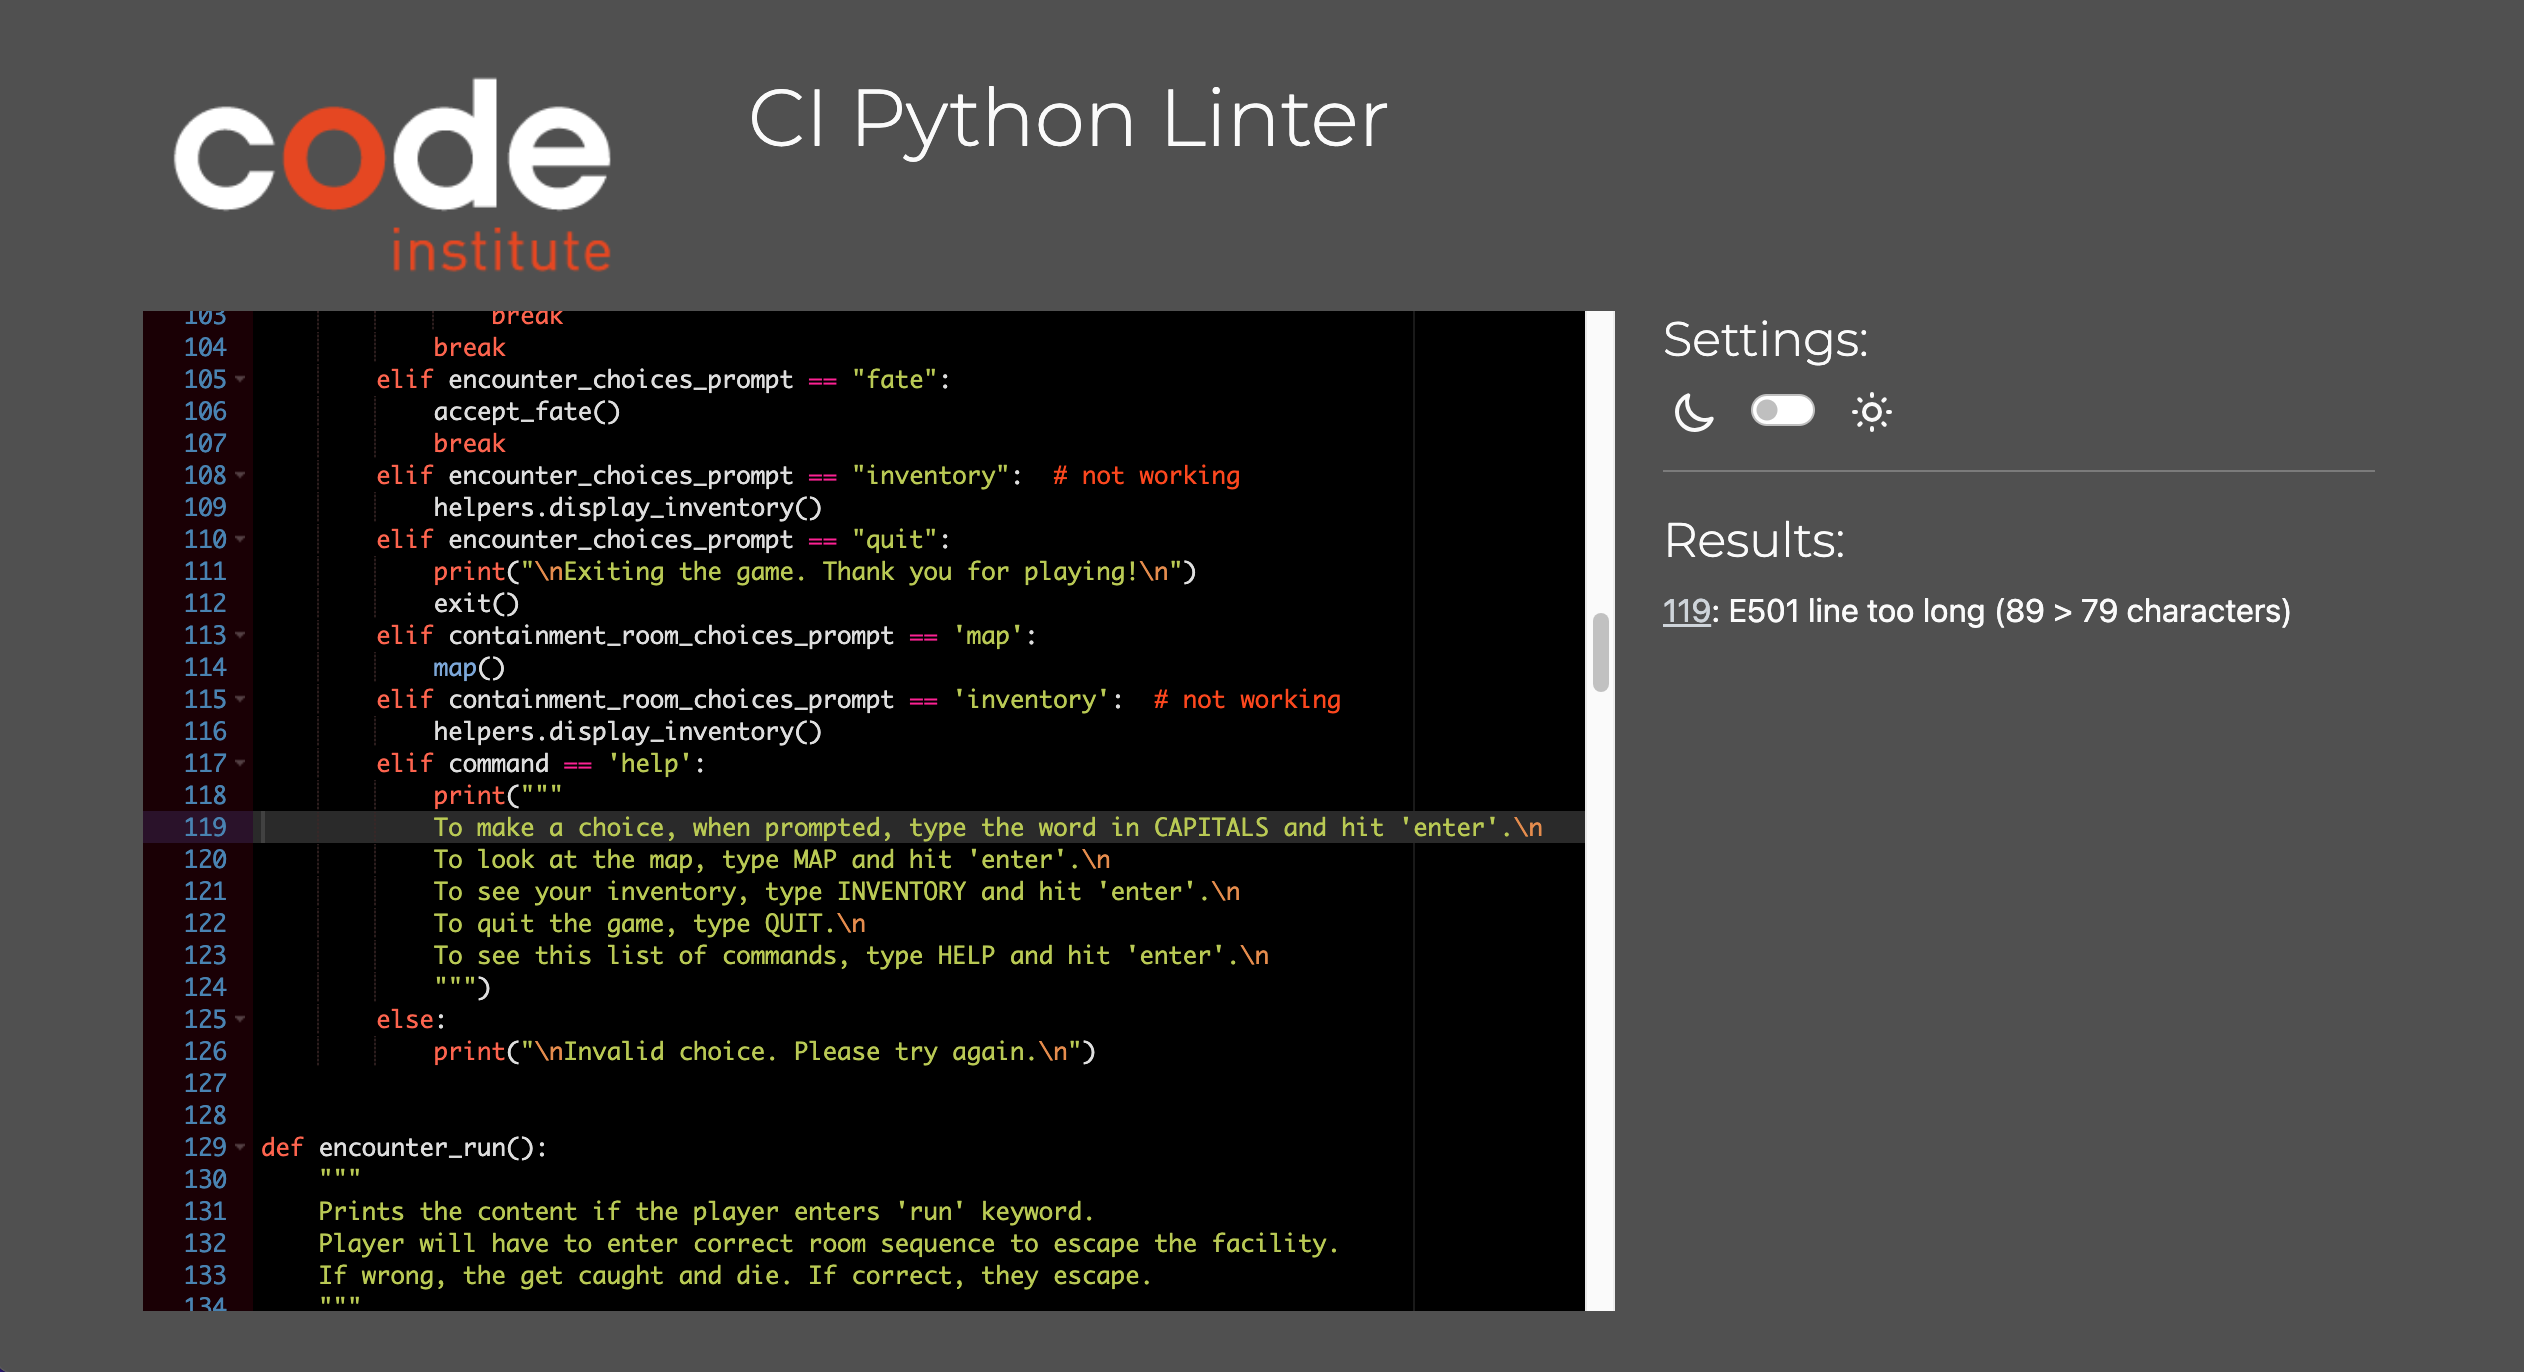 code
institute
CI Python Linter
103 break
104 break
105 elif encounter_choices_prompt == "fate":
106 accept_fate()
107 break
108 elif encounter_choices_prompt == "inventory":  # not working
109 helpers.display_inventory()
110 elif encounter_choices_prompt == "quit":
111 print("\nExiting the game. Thank you for playing!\n")
112 exit()
113 elif containment_room_choices_prompt == 'map':
114 map()
115 elif containment_room_choices_prompt == 'inventory':  # not working
116 helpers.display_inventory()
117 elif command == 'help':
118 print("""
119 To make a choice, when prompted, type the word in CAPITALS and hit 'enter'.\n
120 To look at the map, type MAP and hit 'enter'.\n
121 To see your inventory, type INVENTORY and hit 'enter'.\n
122 To quit the game, type QUIT.\n
123 To see this list of commands, type HELP and hit 'enter'.\n
124 """)
125 else:
126 print("\nInvalid choice. Please try again.\n")
127
128
129 def encounter_run():
130 """
131 Prints the content if the player enters 'run' keyword.
132 Player will have to enter correct room sequence to escape the facility.
133 If wrong, the get caught and die. If correct, they escape.
134 """
Settings:
Results:
119: E501 line too long (89 > 79 characters)